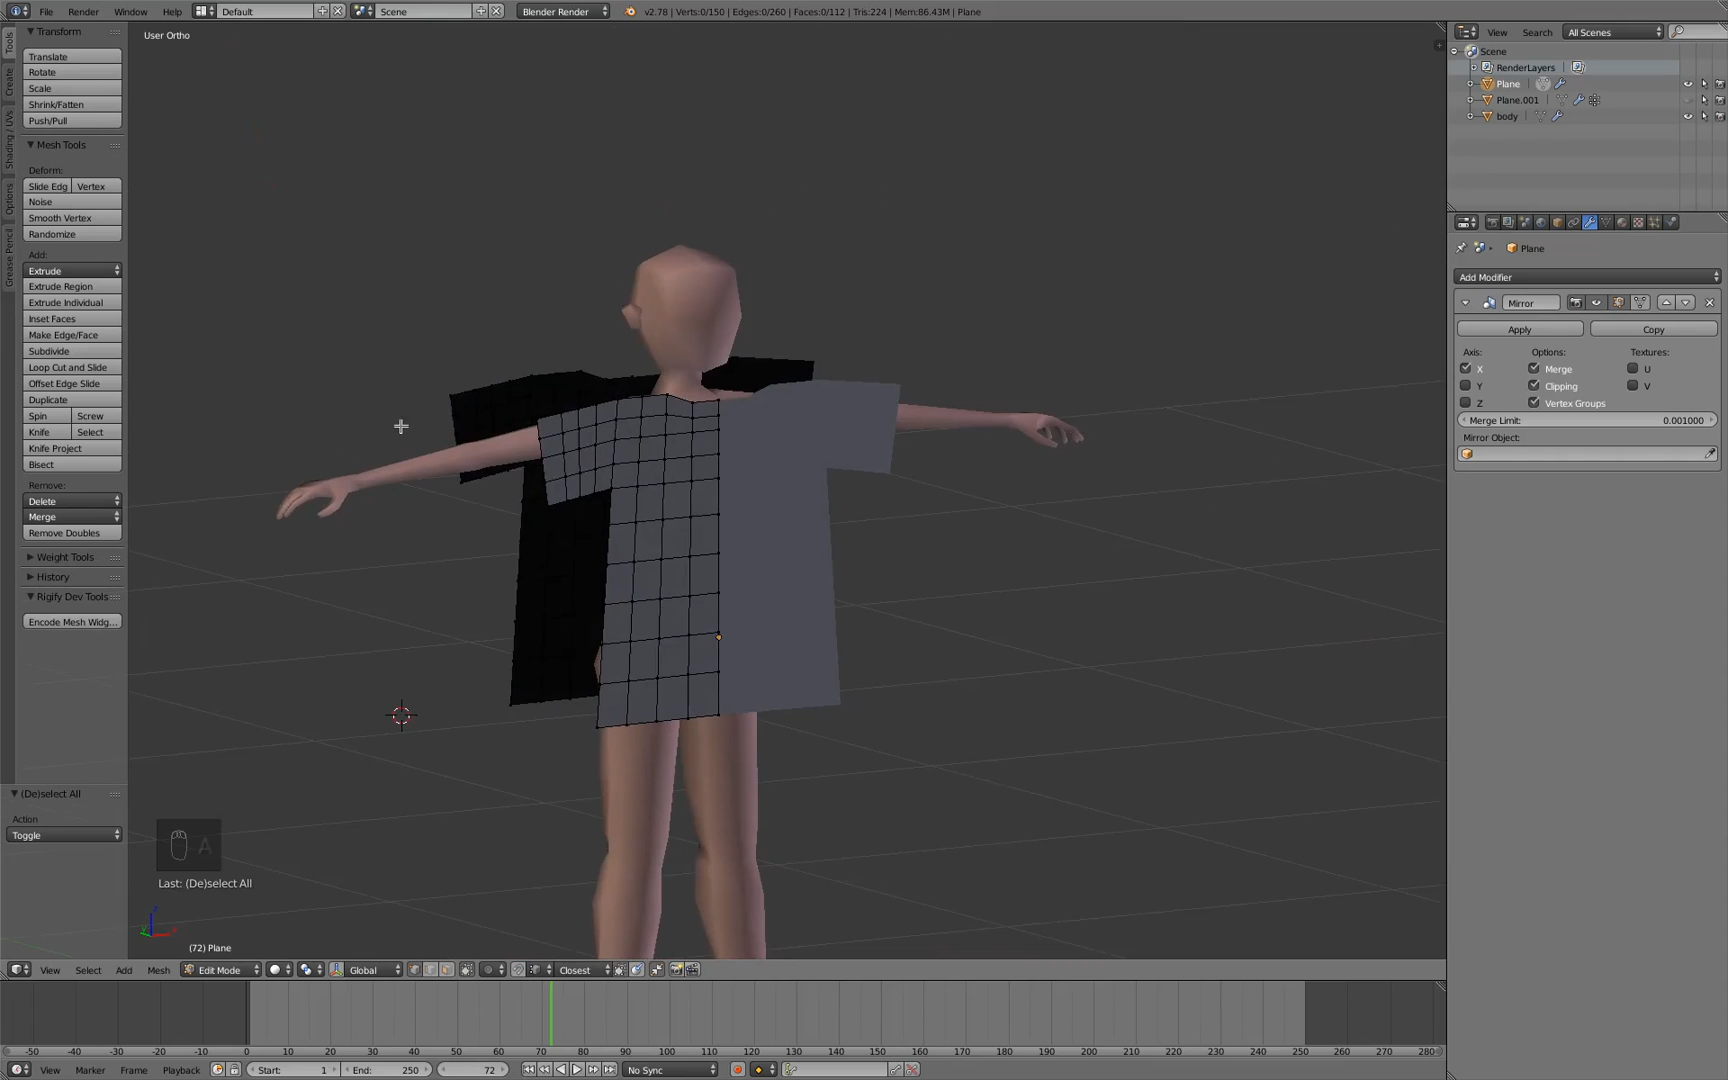 File Render Window Help Default Scene Blender Render v2.78 | Verts:0/150 | Edges:0/260 | Faces:0/112 | Tris:224 | Mem:86.43M | Plane
Tools
Create
Shading / UVs
Options
Grease Pencil
Transform
Translate
Rotate
Scale
Shrink/Fatten
Push/Pull
Mesh Tools
Deform:
Slide Edg Vertex
Noise
Smooth Vertex
Randomize
Add:
Extrude
Extrude Region
Extrude Individual
Inset Faces
Make Edge/Face
Subdivide
Loop Cut and Slide
Offset Edge Slide
Duplicate
Spin Screw
Knife Select
Knife Project
Bisect
Remove:
Delete
Merge
Remove Doubles
Weight Tools
History
Rigify Dev Tools
Encode Mesh Widg...
(De)select All
Action
Toggle
User Ortho
A
Last: (De)select All
(72) Plane
View Select Add Mesh Edit Mode Global Closest
-50 -40 -30 -20 -10 0 10 20 30 40 50 60 70 80 90 100 110 120 130 140 150 160 170 180 190 200 210 220 230 240 250 260 270 280
View Marker Frame Playback Start: 1 End: 250 72 No Sync
View Search All Scenes
Scene
RenderLayers
Plane
Plane.001
body
Plane
Add Modifier
Mirror
Apply Copy
Axis: Options: Textures:
X Merge U
Y Clipping V
Z Vertex Groups
Merge Limit: 0.001000
Mirror Object: